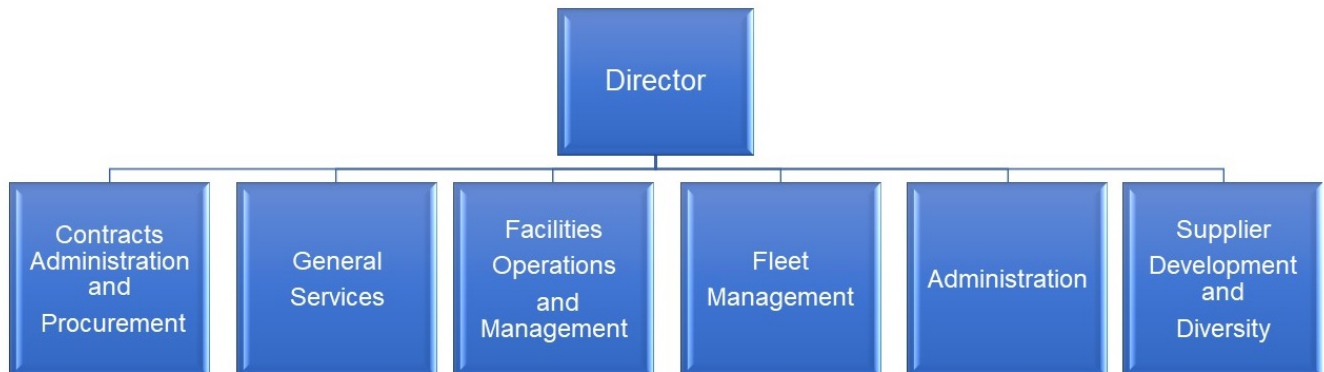 Director
Contracts
Administration
and
Procurement
General
Services
Facilities
Operations
and
Management
Fleet
Management
Administration
Supplier
Development
and
Diversity